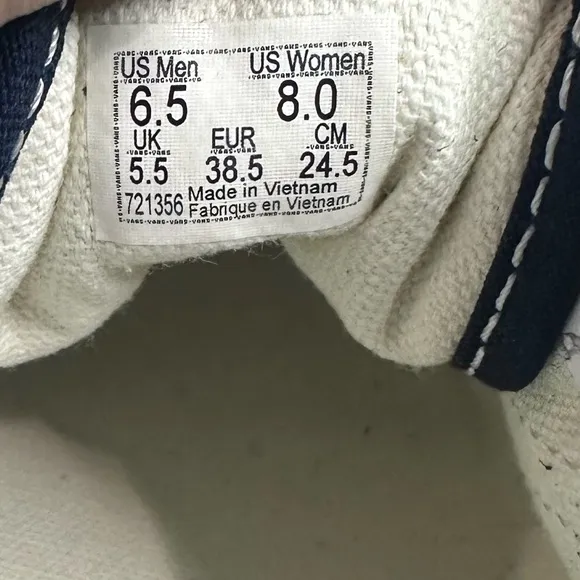 US Men US Women
6.5 8.0
UK EUR CM
5.5 38.5 24.5
721356 Made in Vietnam
Fabrique en Vietnam